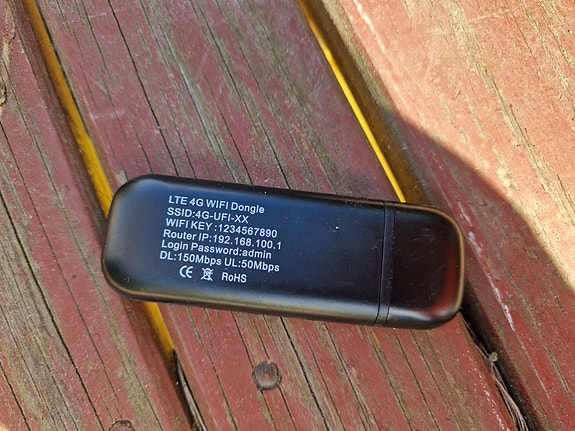 LTE 4G WIFI Dongle
SSID:4G-UFI-XX
WIFI KEY :1234567890
Router IP:192.168.100.1
Login Password:admin
DL:150Mbps UL:50Mbps
CE RoHS